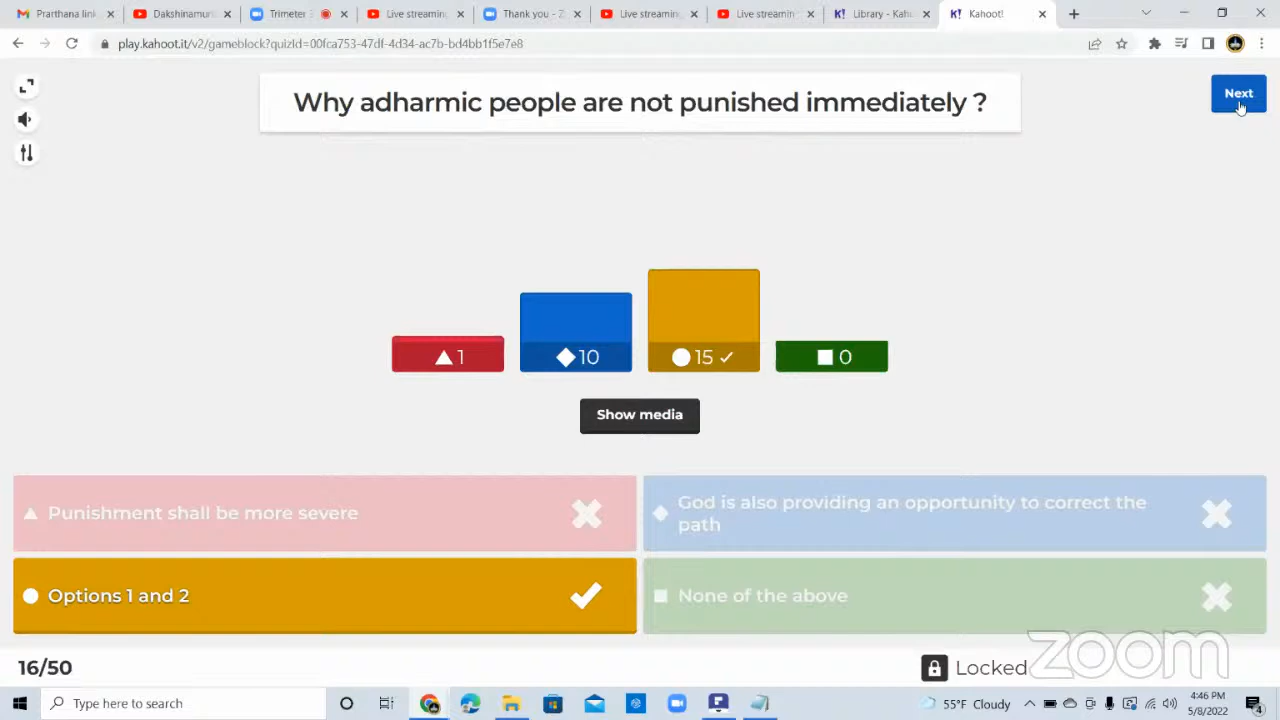 Prarthana link
Dakshinamur
Trimeter
Live streamin
Thank you - Z
Live streamin
Live streamin
Library - Kah
Kahoot!
play.kahoot.it/v2/gameblock?quizId=00fca753-47df-4d34-ac7b-bd4bb1f5e7e8
Why adharmic people are not punished immediately ?
Next
1
10
15
0
Show media
Punishment shall be more severe
God is also providing an opportunity to correct the
path
Options 1 and 2
None of the above
16/50
Locked
zoom
Type here to search
55°F Cloudy
4:46 PM
5/8/2022
4